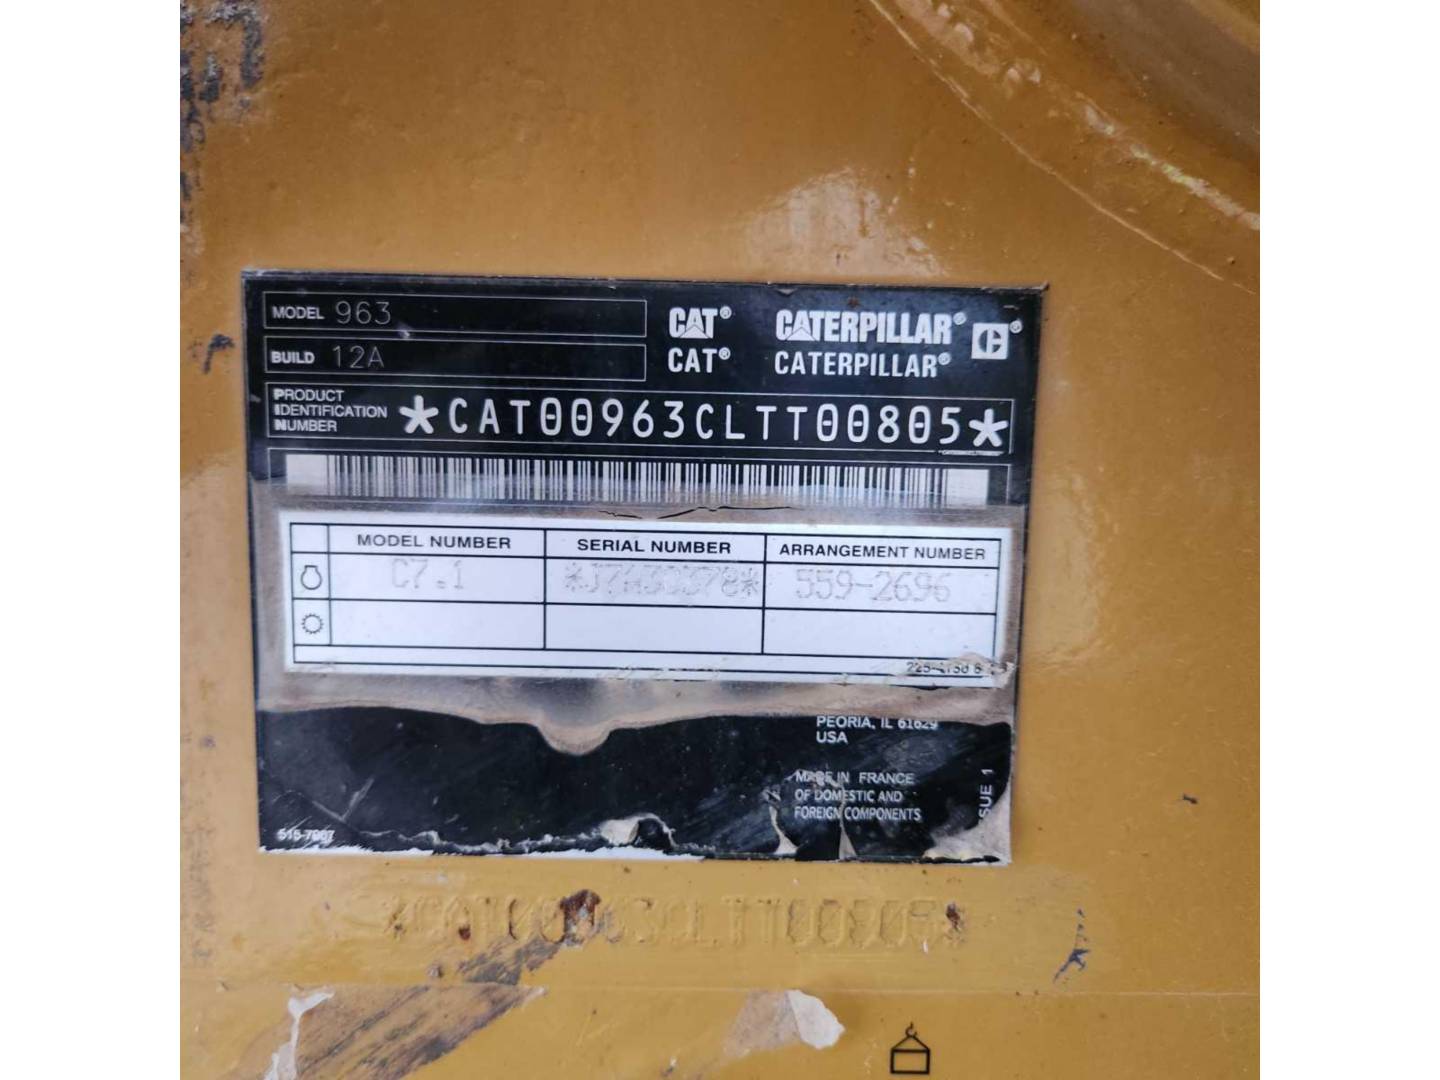 MODEL 963
BUILD 12A
CAT® CATERPILLAR®
CAT® CATERPILLAR®
PRODUCT IDENTIFICATION NUMBER *CAT00963CLTT00805*
MODEL NUMBER SERIAL NUMBER ARRANGEMENT NUMBER
C7.1 559-2696
PEORIA, IL 61629
USA
MADE IN FRANCE
OF DOMESTIC AND
FOREIGN COMPONENTS
515-7007
*CAT00963CLTT00805*